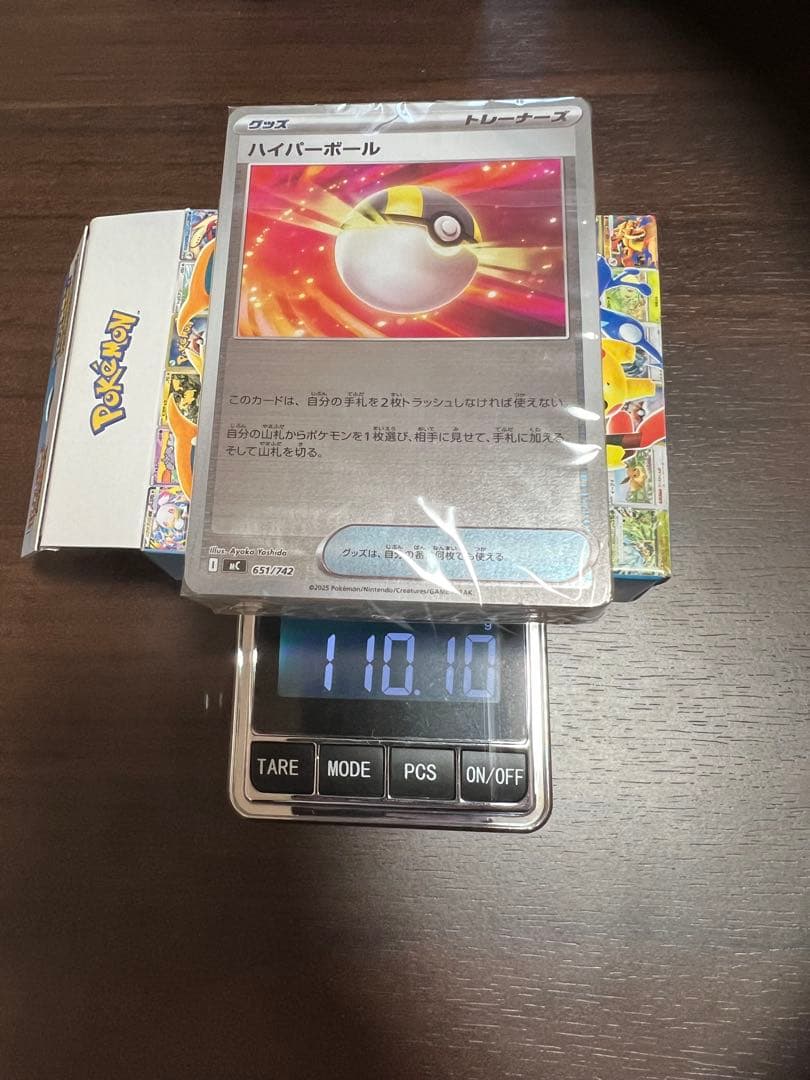 グッズ
トレーナーズ
ハイパーボール
このカードは、自分の手札を2枚トラッシュしなければ使えない。
自分の山札からポケモンを1枚選び、相手に見せて、手札に加える。
そして山札を切る。
グッズは、自分の番に何枚でも使える。
Illus. Ayaka Yoshida
I MC 651/742
©2025 Pokémon/Nintendo/Creatures/GAME FREAK.
POKÉMON
g
110.10
TARE
MODE
PCS
ON/OFF